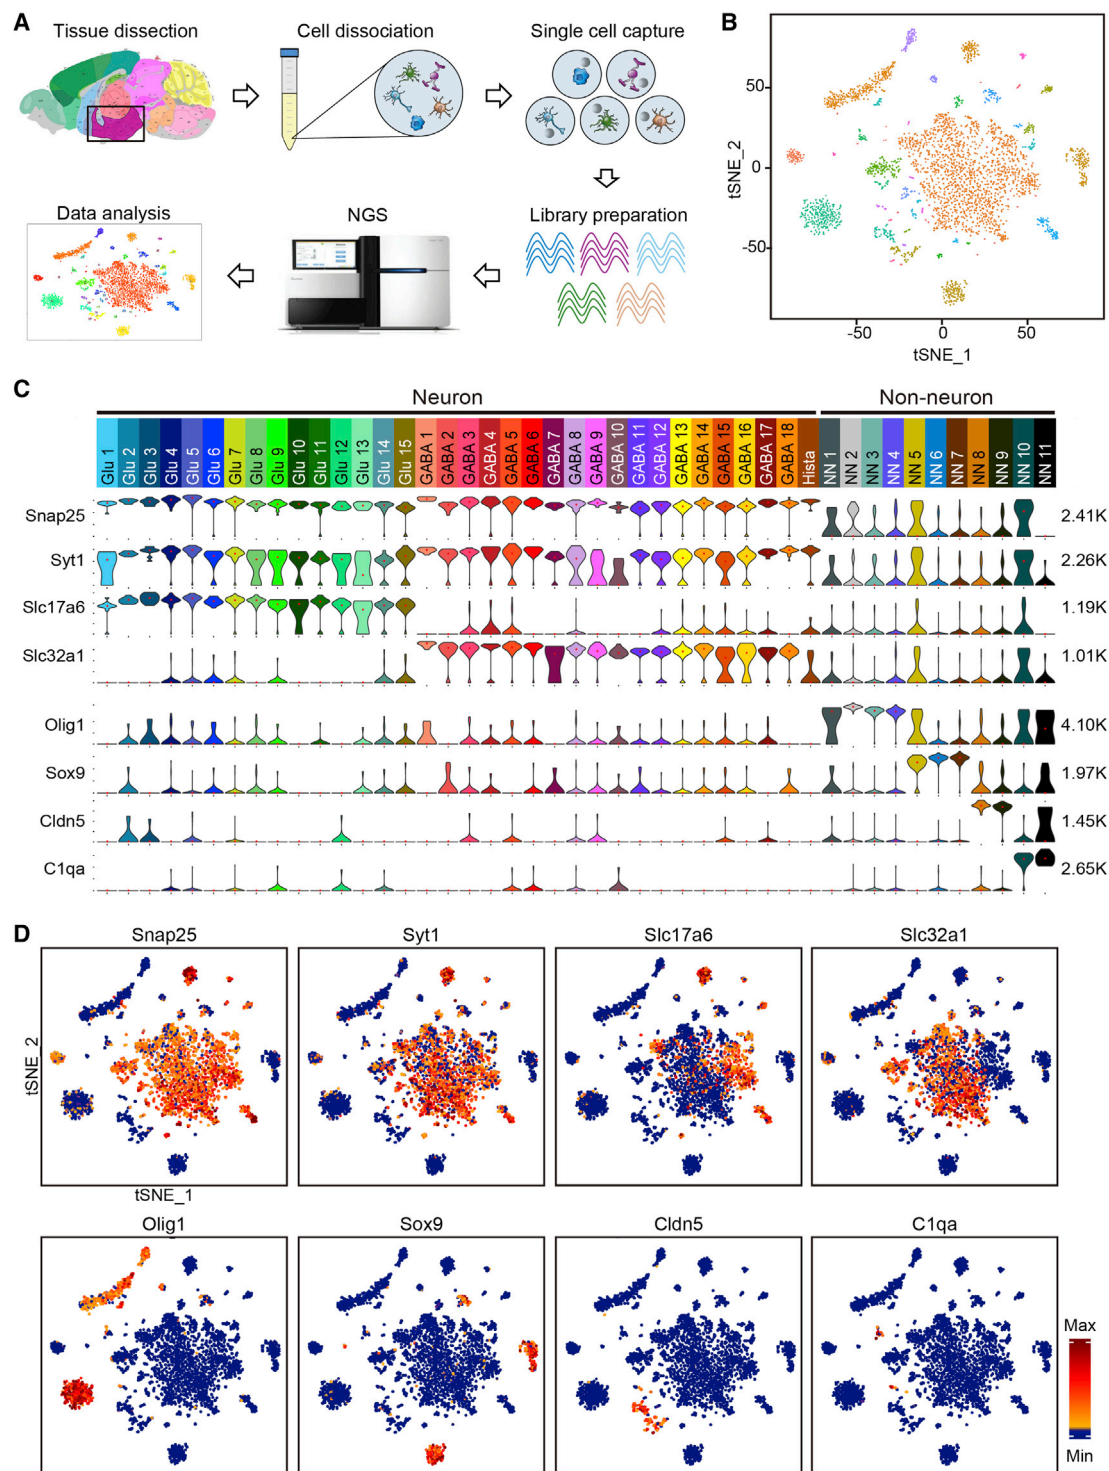 A
Tissue dissection
Cell dissociation
Single cell capture
Data analysis
NGS
Library preparation
B
tSNE_2
50
0
-50
-50
0
50
tSNE_1
C
Neuron
Non-neuron
Glu 1
Glu 2
Glu 3
Glu 4
Glu 5
Glu 6
Glu 7
Glu 8
Glu 9
Glu 10
Glu 11
Glu 12
Glu 13
Glu 14
Glu 15
GABA 1
GABA 2
GABA 3
GABA 4
GABA 5
GABA 6
GABA 7
GABA 8
GABA 9
GABA 10
GABA 11
GABA 12
GABA 13
GABA 14
GABA 15
GABA 16
GABA 17
GABA 18
Hista
NN 1
NN 2
NN 3
NN 4
NN 5
NN 6
NN 7
NN 8
NN 9
NN 10
NN 11
Snap25 2.41K
Syt1 2.26K
Slc17a6 1.19K
Slc32a1 1.01K
Olig1 4.10K
Sox9 1.97K
Cldn5 1.45K
C1qa 2.65K
D
Snap25
Syt1
Slc17a6
Slc32a1
tSNE_2
tSNE_1
Olig1
Sox9
Cldn5
C1qa
Max
Min